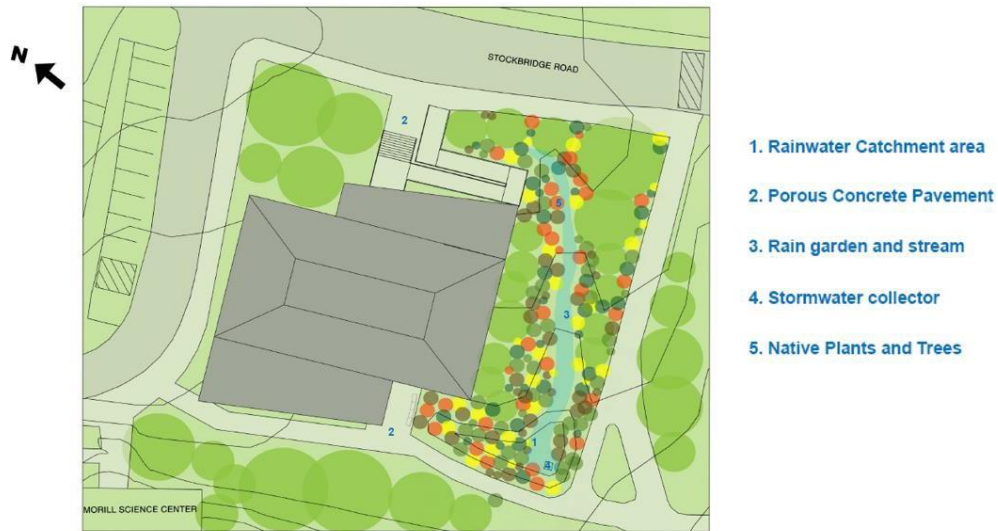 N
STOCKBRIDGE ROAD
2
5
3
2
1
4
MORILL SCIENCE CENTER
1. Rainwater Catchment area
2. Porous Concrete Pavement
3. Rain garden and stream
4. Stormwater collector
5. Native Plants and Trees